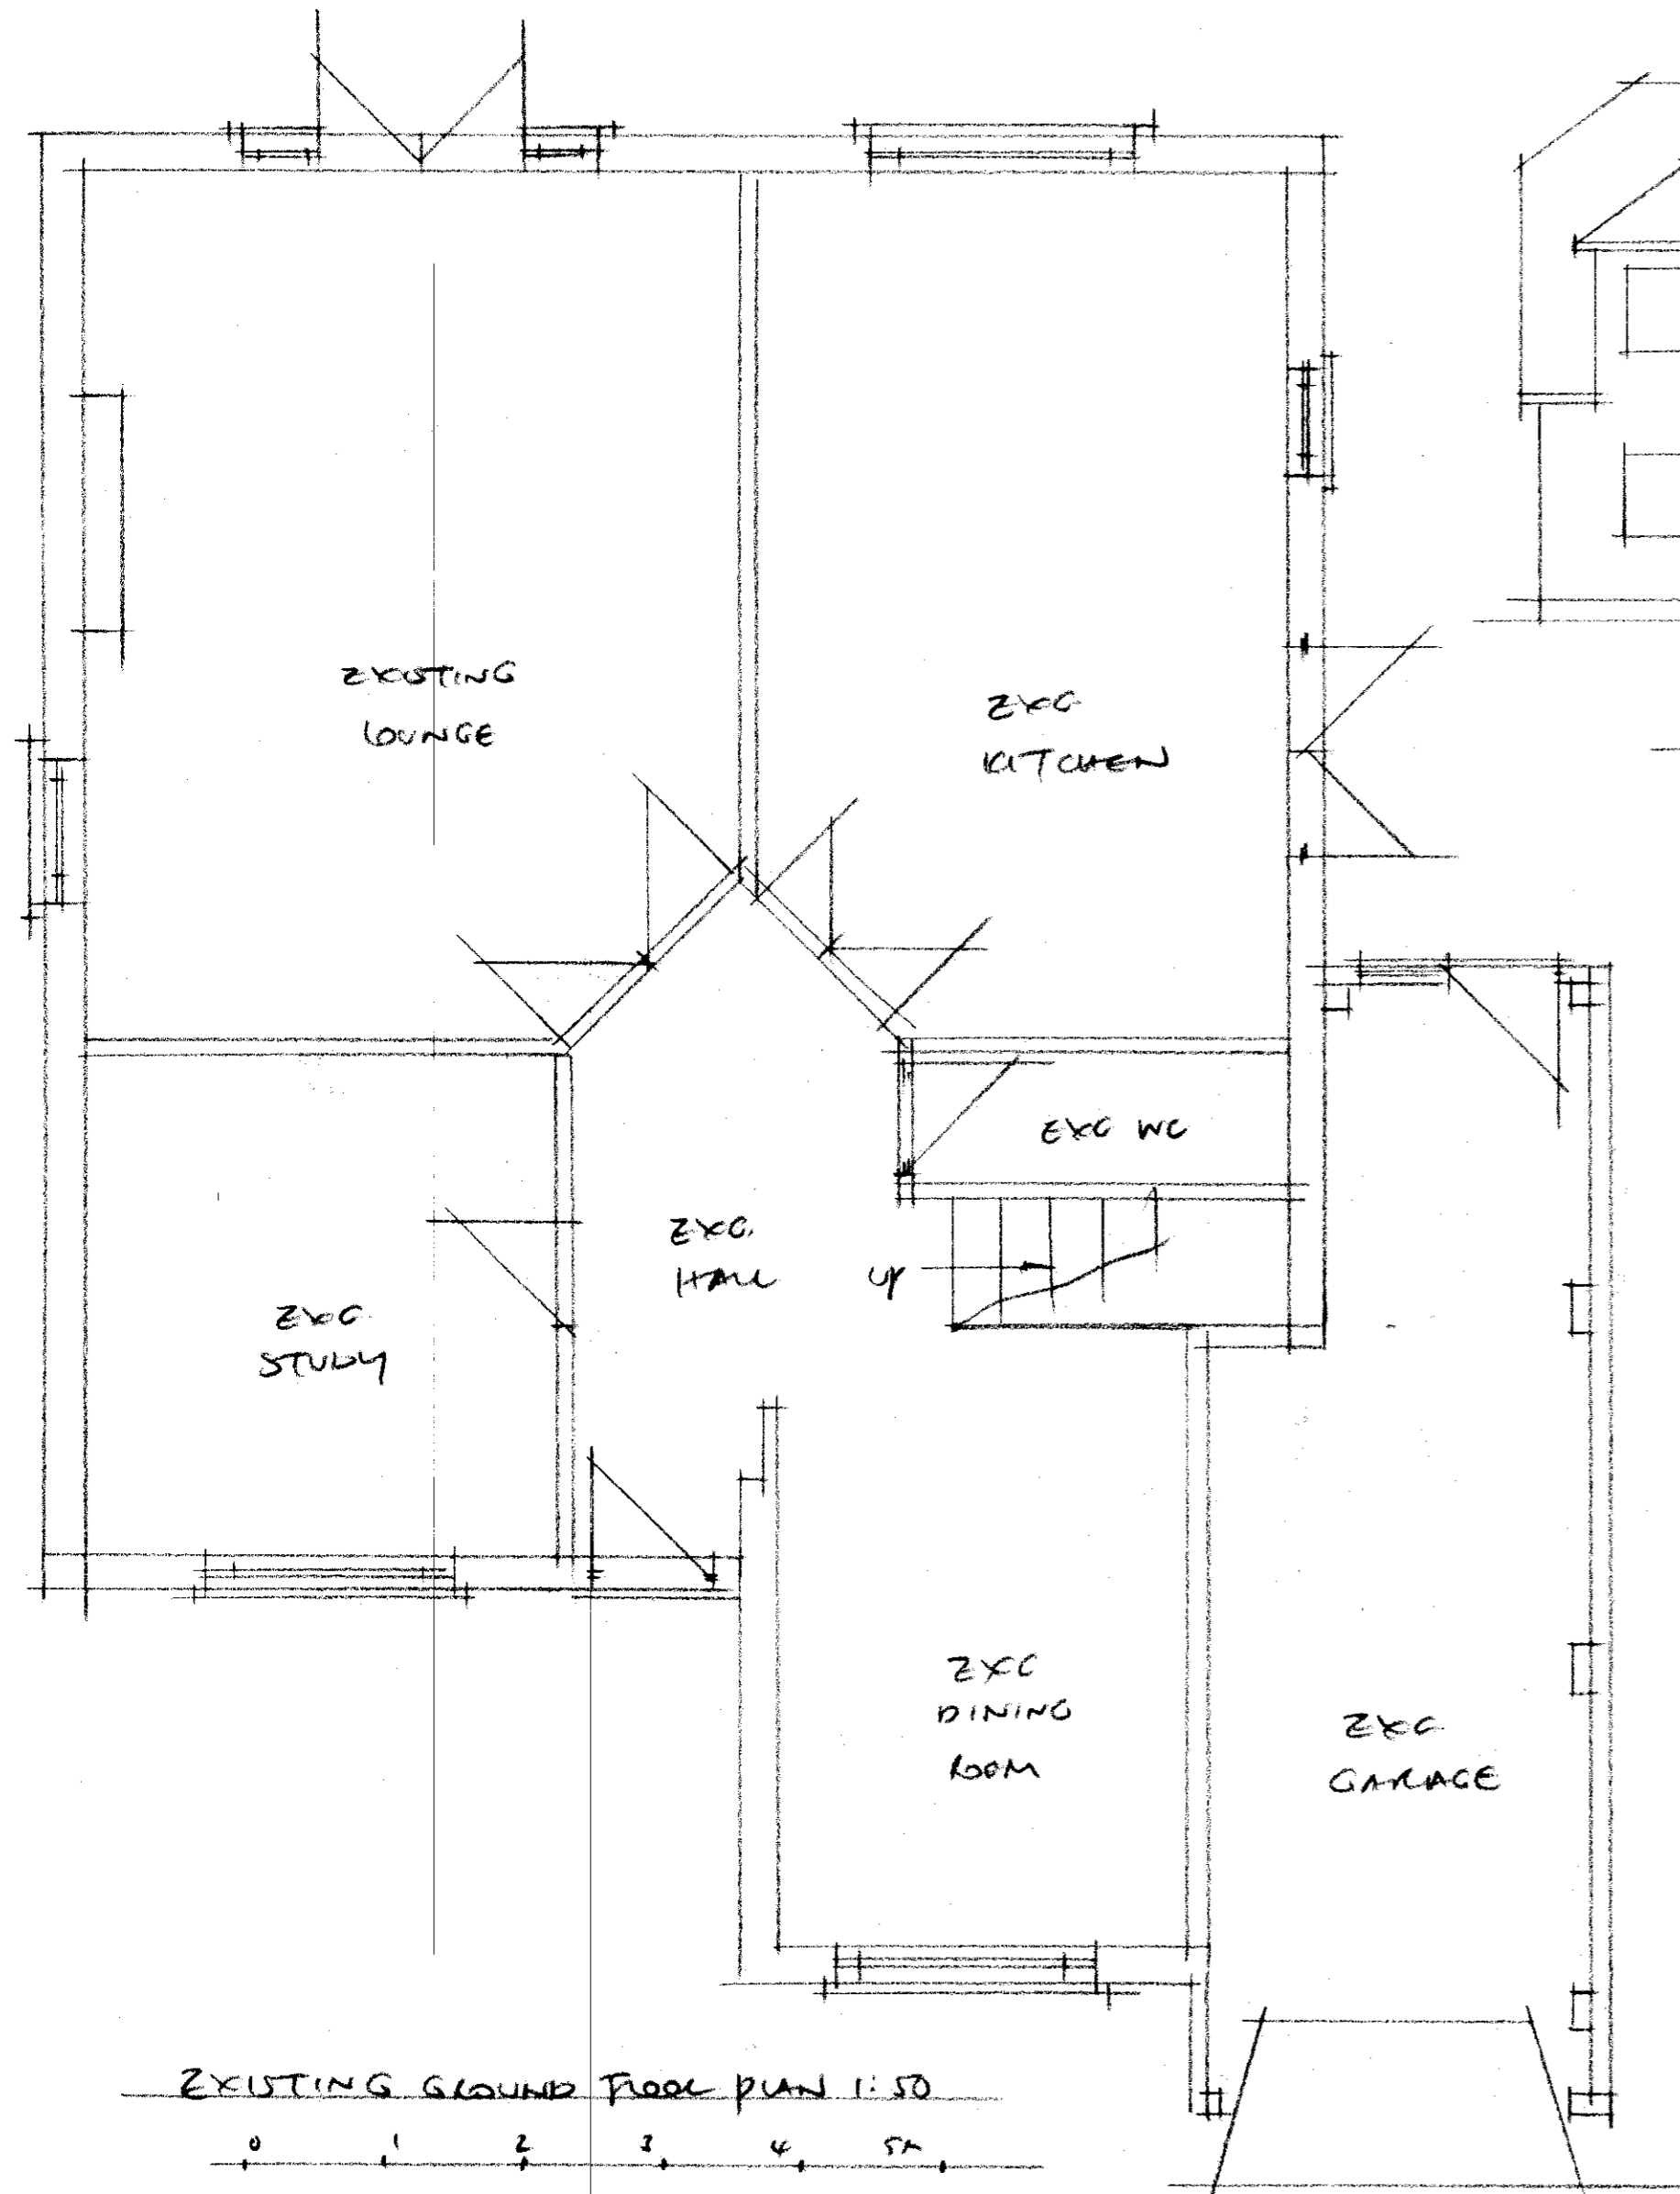 EXISTING
LOUNGE
EXG
KITCHEN
EXG WC
EXG.
HALL
UP
EXG.
STUDY
EXG
DINING
ROOM
EXG
GARAGE
EXISTING GROUND FLOOR PLAN 1:50
0 1 2 3 4 5M